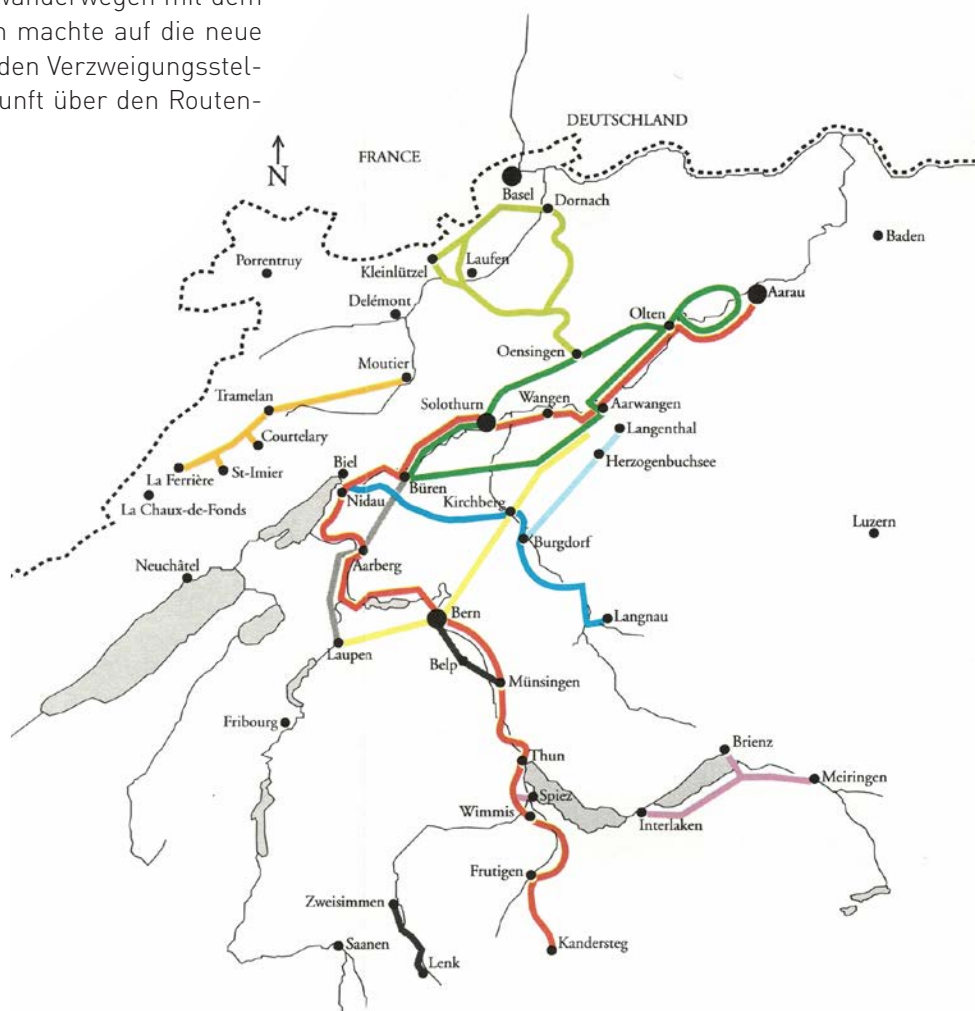 wanderwegen mit dem
n machte auf die neue
den Verzweigungsstel-
unft über den Routen-
DEUTSCHLAND
FRANCE
N
Basel
Dornach
Baden
Porrentruy
Kleinlützel
Laufen
Delémont
Aarau
Olten
Oensingen
Moutier
Tramelan
Solothurn
Wangen
Aarwangen
Courtelary
Langenthal
La Ferrière
St-Imier
Biel
Herzogenbuchsee
Büren
Nidau
La Chaux-de-Fonds
Kirchberg
Luzern
Burgdorf
Aarberg
Neuchâtel
Bern
Langnau
Laupen
Belp
Münsingen
Fribourg
Thun
Brienz
Meiringen
Spiez
Wimmis
Interlaken
Frutigen
Zweisimmen
Saanen
Kandersteg
Lenk